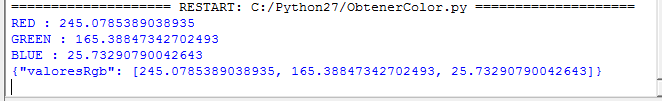 ==================== RESTART: C:/Python27/ObtenerColor.py ====================
RED : 245.0785389038935
GREEN : 165.38847342702493
BLUE : 25.73290790042643
{"valoresRgb": [245.0785389038935, 165.38847342702493, 25.73290790042643]}